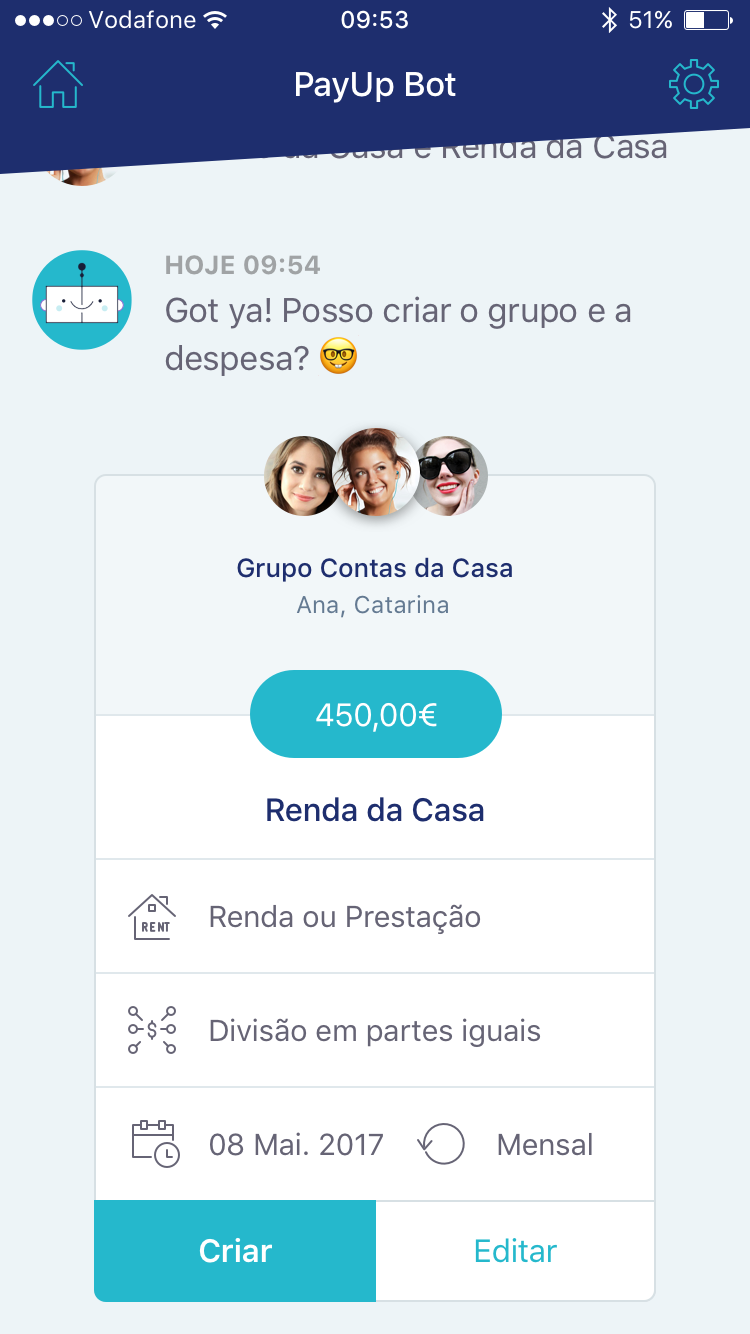 Vodafone 09:53 51%
PayUp Bot
da Casa e Renda da Casa
HOJE 09:54
Got ya! Posso criar o grupo e a
despesa? 🤓
Grupo Contas da Casa
Ana, Catarina
450,00€
Renda da Casa
RENT Renda ou Prestação
$ Divisão em partes iguais
08 Mai. 2017 Mensal
Criar Editar